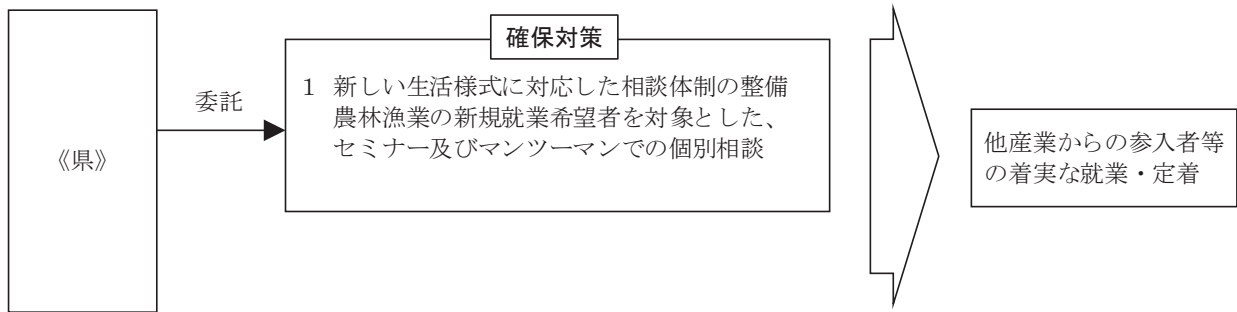 《県》
委託
確保対策
1 新しい生活様式に対応した相談体制の整備
農林漁業の新規就業希望者を対象とした、
セミナー及びマンツーマンでの個別相談
他産業からの参入者等
の着実な就業・定着